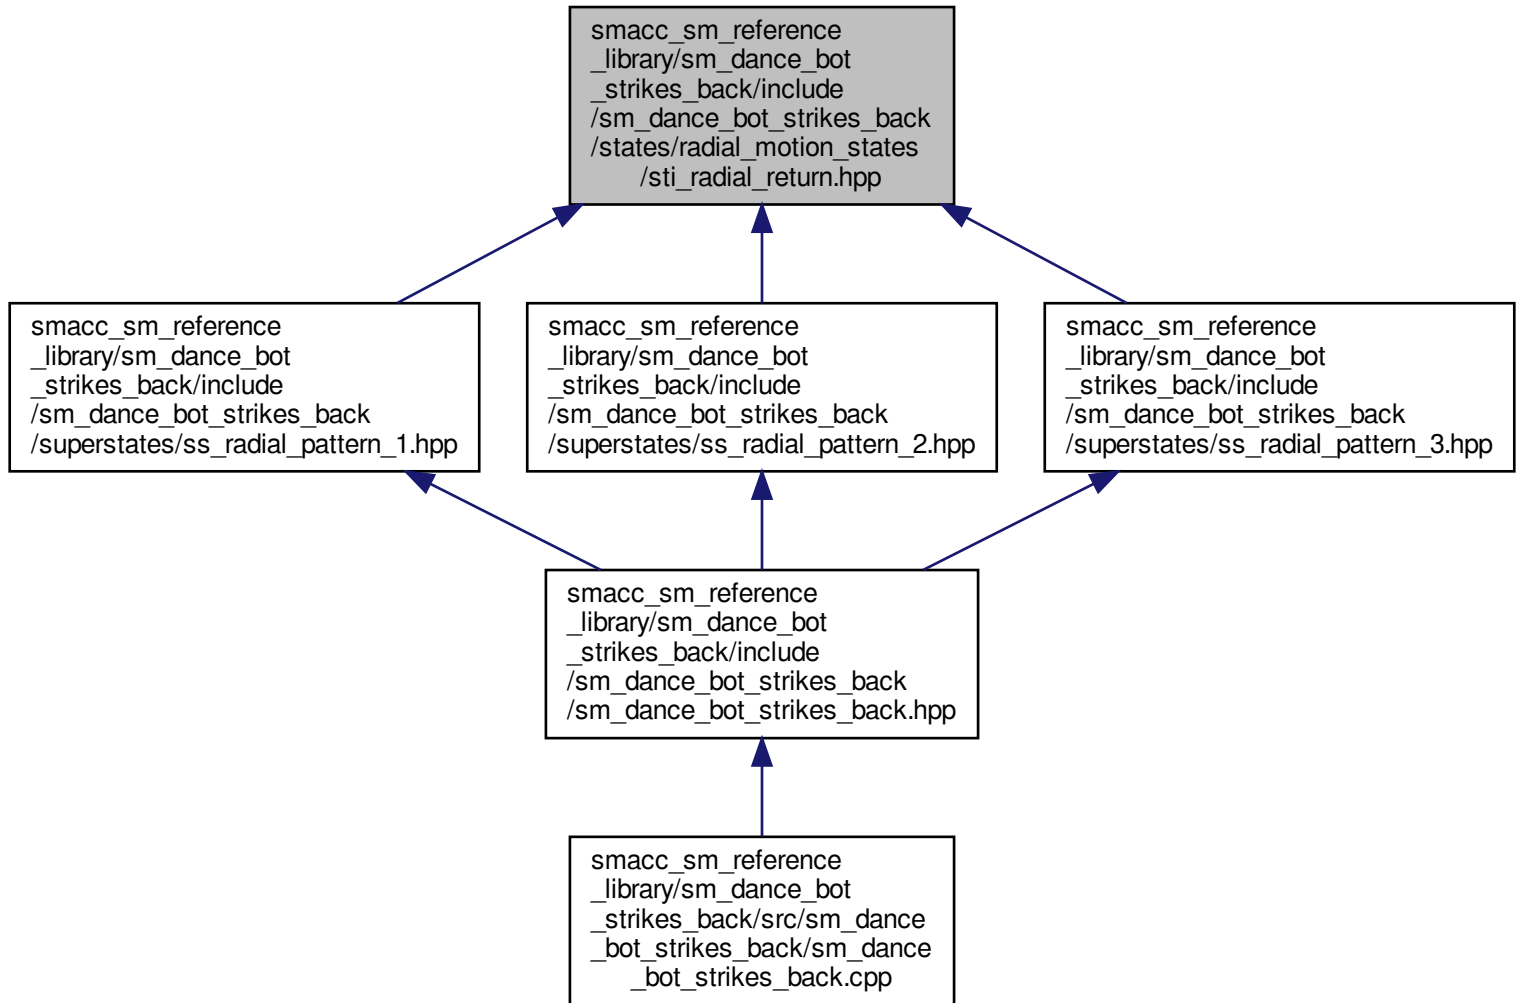 smacc_sm_reference
_library/sm_dance_bot
_strikes_back/include
/sm_dance_bot_strikes_back
/states/radial_motion_states
/sti_radial_return.hpp
smacc_sm_reference
_library/sm_dance_bot
_strikes_back/include
/sm_dance_bot_strikes_back
/superstates/ss_radial_pattern_1.hpp
smacc_sm_reference
_library/sm_dance_bot
_strikes_back/include
/sm_dance_bot_strikes_back
/superstates/ss_radial_pattern_2.hpp
smacc_sm_reference
_library/sm_dance_bot
_strikes_back/include
/sm_dance_bot_strikes_back
/superstates/ss_radial_pattern_3.hpp
smacc_sm_reference
_library/sm_dance_bot
_strikes_back/include
/sm_dance_bot_strikes_back
/sm_dance_bot_strikes_back.hpp
smacc_sm_reference
_library/sm_dance_bot
_strikes_back/src/sm_dance
_bot_strikes_back/sm_dance
_bot_strikes_back.cpp